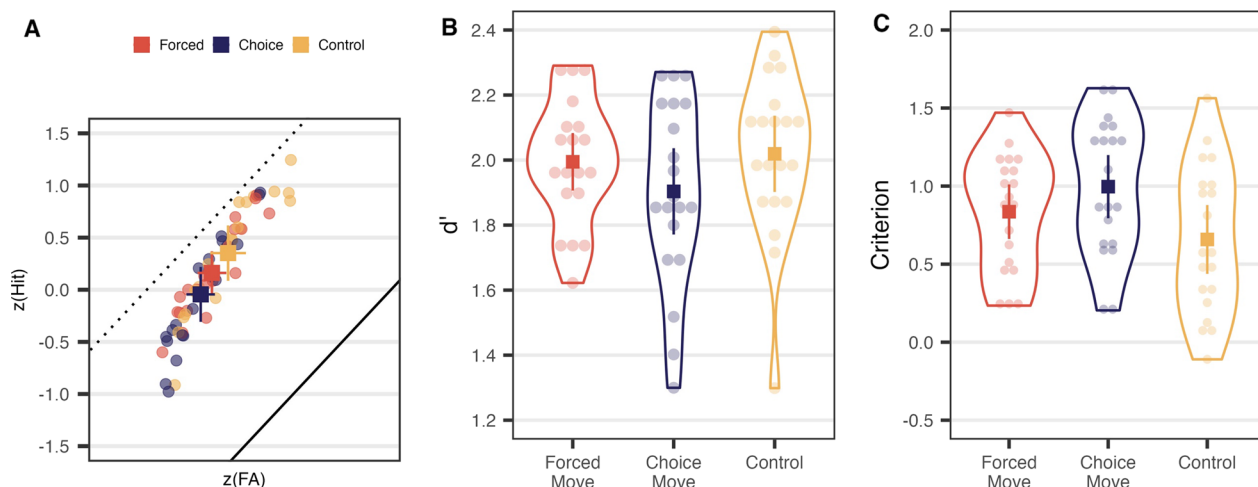 A
Forced Choice Control
1.5
1.0
0.5
0.0
-0.5
-1.0
-1.5
z(Hit)
z(FA)
B
2.4
2.2
2.0
1.8
1.6
1.4
1.2
d'
Forced
Move
Choice
Move
Control
C
2.0
1.5
1.0
0.5
0.0
-0.5
Criterion
Forced
Move
Choice
Move
Control